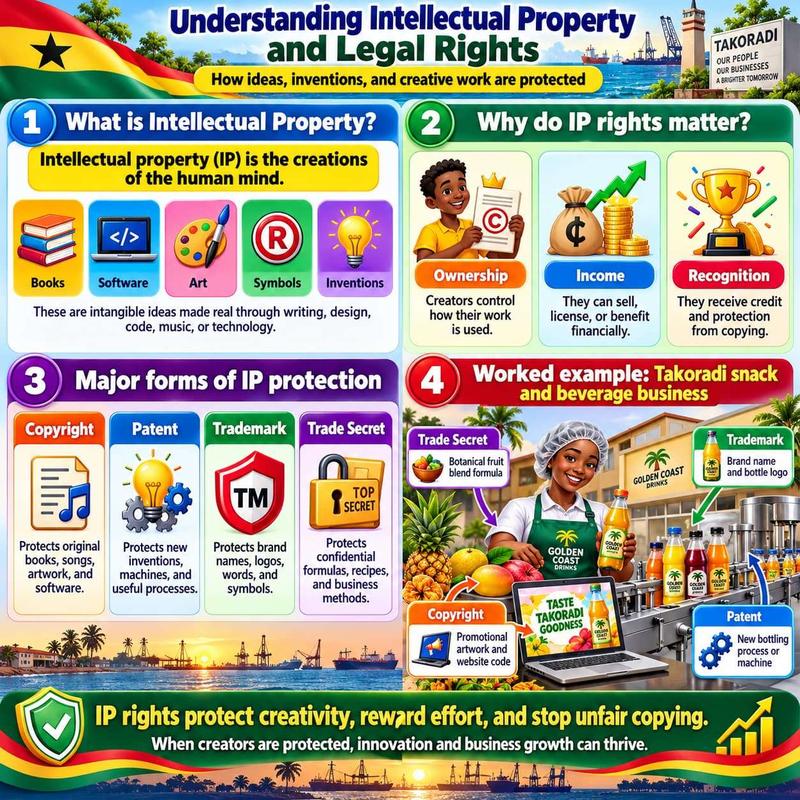 Understanding Intellectual Property
and Legal Rights
How ideas, inventions, and creative work are protected
TAKORADI
OUR PEOPLE
OUR BUSINESSES
A BRIGHTER TOMORROW
1 What is Intellectual Property?
Intellectual property (IP) is the creations
of the human mind.
</>
R
Books
Software
Art
Symbols
Inventions
These are intangible ideas made real through writing, design,
code, music, or technology.
2 Why do IP rights matter?
C
₵
Ownership
Creators control
how their work
is used.
Income
They can sell,
license, or benefit
financially.
Recognition
They receive credit
and protection
from copying.
3 Major forms of IP protection
Copyright
Protects original
books, songs,
artwork, and
software.
Patent
Protects new
inventions,
machines, and
useful processes.
Trademark
TM
Protects brand
names, logos,
words, and
symbols.
Trade Secret
TOP
SECRET
Protects
confidential
formulas, recipes,
and business
methods.
4 Worked example: Takoradi snack
and beverage business
Trade Secret
Botanical fruit
blend formula
Trademark
Brand name
and bottle logo
GOLDEN COAST
DRINKS
GOLDEN
COAST
DRINKS
GOLDEN
COAST
Copyright
Promotional
artwork and
website code
TASTE
TAKORADI
GOODNESS
Patent
New bottling
process or
machine
IP rights protect creativity, reward effort, and stop unfair copying.
When creators are protected, innovation and business growth can thrive.